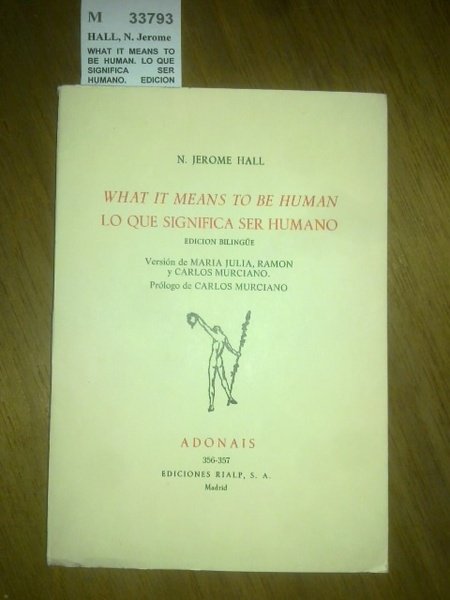 M 33793
HALL, N. Jerome
WHAT IT MEANS TO
BE HUMAN. LO QUE
SIGNIFICA SER
HUMANO. EDICION
N. JEROME HALL
WHAT IT MEANS TO BE HUMAN
LO QUE SIGNIFICA SER HUMANO
EDICION BILINGÜE
Versión de MARIA JULIA, RAMON
y CARLOS MURCIANO.
Prólogo de CARLOS MURCIANO
ADONAIS
356-357
EDICIONES RIALP, S. A.
Madrid